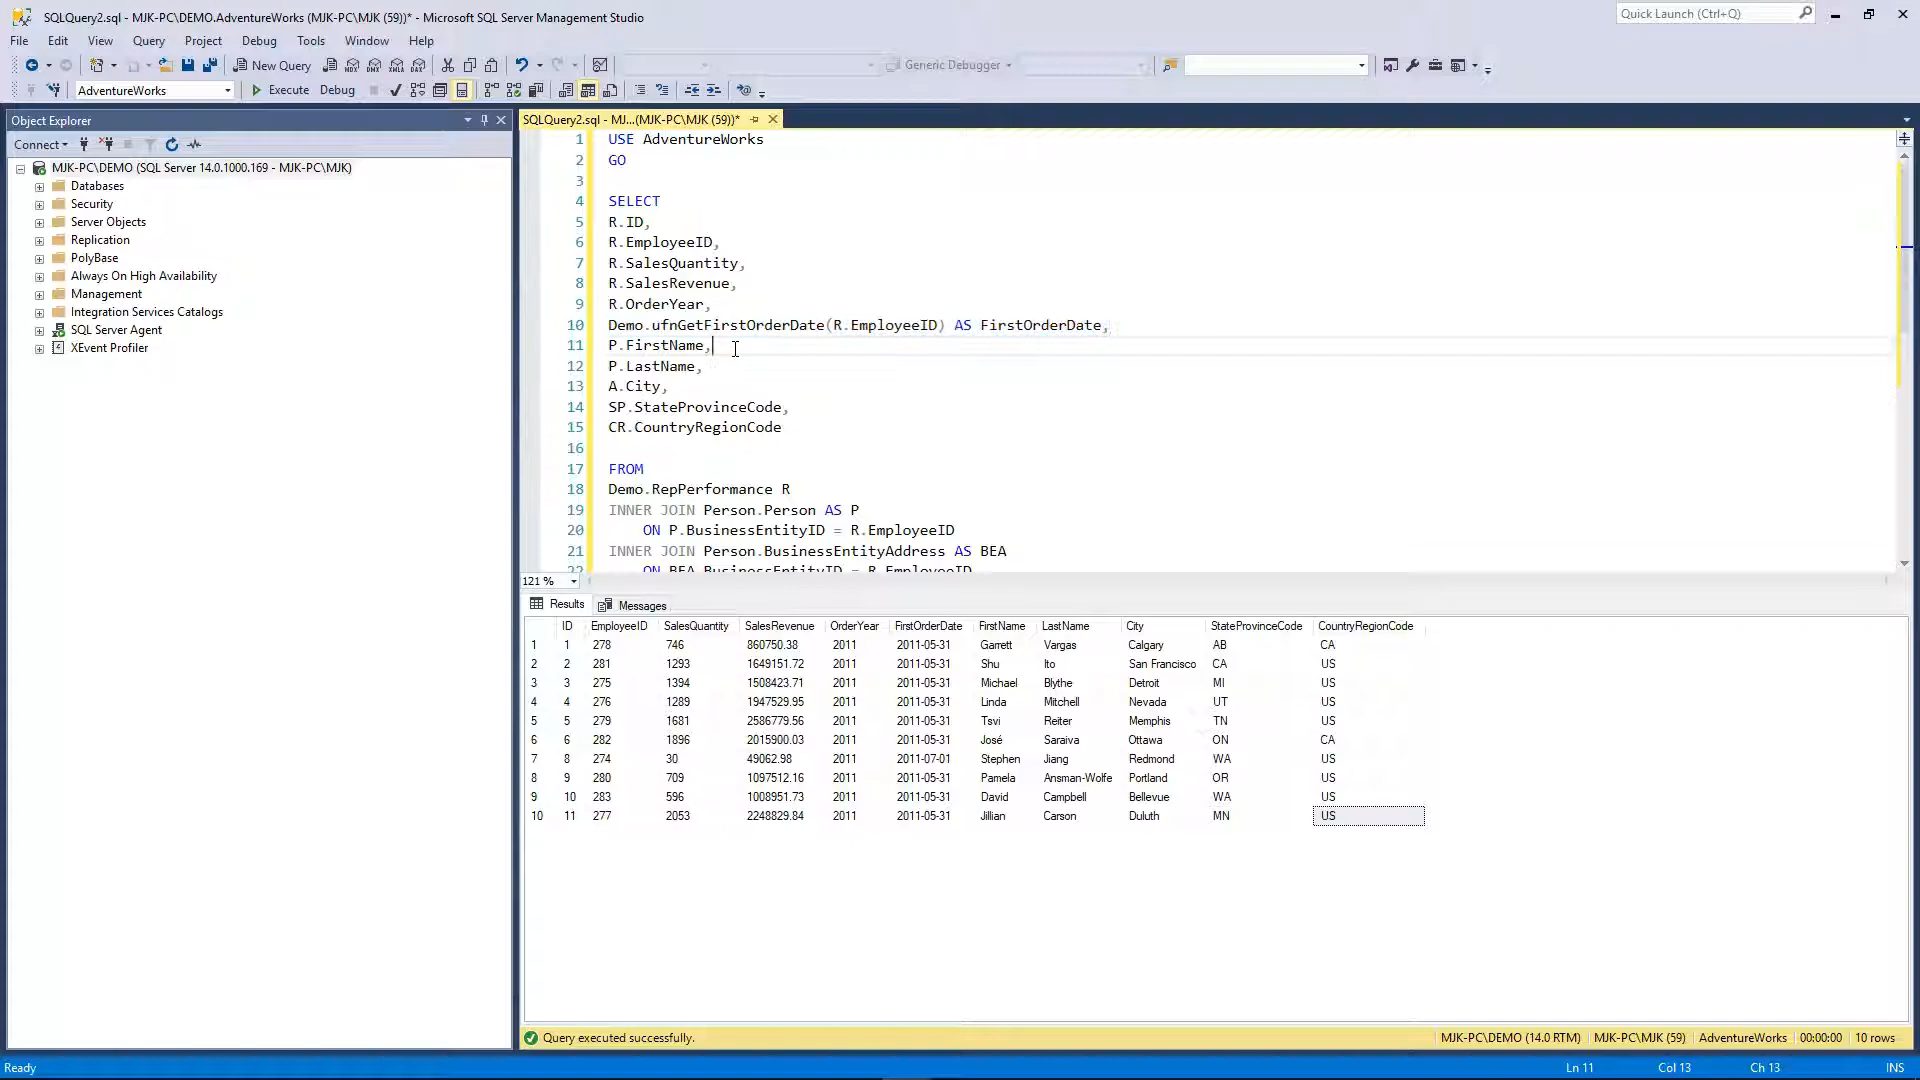 SQLQuery2.sql - MJK-PC\DEMO.AdventureWorks (MJK-PC\MJK (59))* - Microsoft SQL Server Management Studio
Quick Launch (Ctrl+Q)
File Edit View Query Project Debug Tools Window Help
New Query
Generic Debugger
AdventureWorks
Execute Debug
Object Explorer
Connect
MJK-PC\DEMO (SQL Server 14.0.1000.169 - MJK-PC\MJK)
Databases
Security
Server Objects
Replication
PolyBase
Always On High Availability
Management
Integration Services Catalogs
SQL Server Agent
XEvent Profiler
SQLQuery2.sql - MJ...(MJK-PC\MJK (59))*
1 USE AdventureWorks
2 GO
3
4 SELECT
5 R.ID,
6 R.EmployeeID,
7 R.SalesQuantity,
8 R.SalesRevenue,
9 R.OrderYear,
10 Demo.ufnGetFirstOrderDate(R.EmployeeID) AS FirstOrderDate,
11 P.FirstName,
12 P.LastName,
13 A.City,
14 SP.StateProvinceCode,
15 CR.CountryRegionCode
16
17 FROM
18 Demo.RepPerformance R
19 INNER JOIN Person.Person AS P
20 ON P.BusinessEntityID = R.EmployeeID
21 INNER JOIN Person.BusinessEntityAddress AS BEA
22 ON BEA.BusinessEntityID = R.EmployeeID
121 %
Results Messages
ID EmployeeID SalesQuantity SalesRevenue OrderYear FirstOrderDate FirstName LastName City StateProvinceCode CountryRegionCode
1 1 278 746 860750.38 2011 2011-05-31 Garrett Vargas Calgary AB CA
2 2 281 1293 1649151.72 2011 2011-05-31 Shu Ito San Francisco CA US
3 3 275 1394 1508423.71 2011 2011-05-31 Michael Blythe Detroit MI US
4 4 276 1289 1947529.95 2011 2011-05-31 Linda Mitchell Nevada UT US
5 5 279 1681 2586779.56 2011 2011-05-31 Tsvi Reiter Memphis TN US
6 6 282 1896 2015900.03 2011 2011-05-31 José Saraiva Ottawa ON CA
7 8 274 30 49062.98 2011 2011-07-01 Stephen Jiang Redmond WA US
8 9 280 709 1097512.16 2011 2011-05-31 Pamela Ansman-Wolfe Portland OR US
9 10 283 596 1008951.73 2011 2011-05-31 David Campbell Bellevue WA US
10 11 277 2053 2248829.84 2011 2011-05-31 Jillian Carson Duluth MN US
Query executed successfully.
MJK-PC\DEMO (14.0 RTM) MJK-PC\MJK (59) AdventureWorks 00:00:00 10 rows
Ready
Ln 11 Col 13 Ch 13 INS